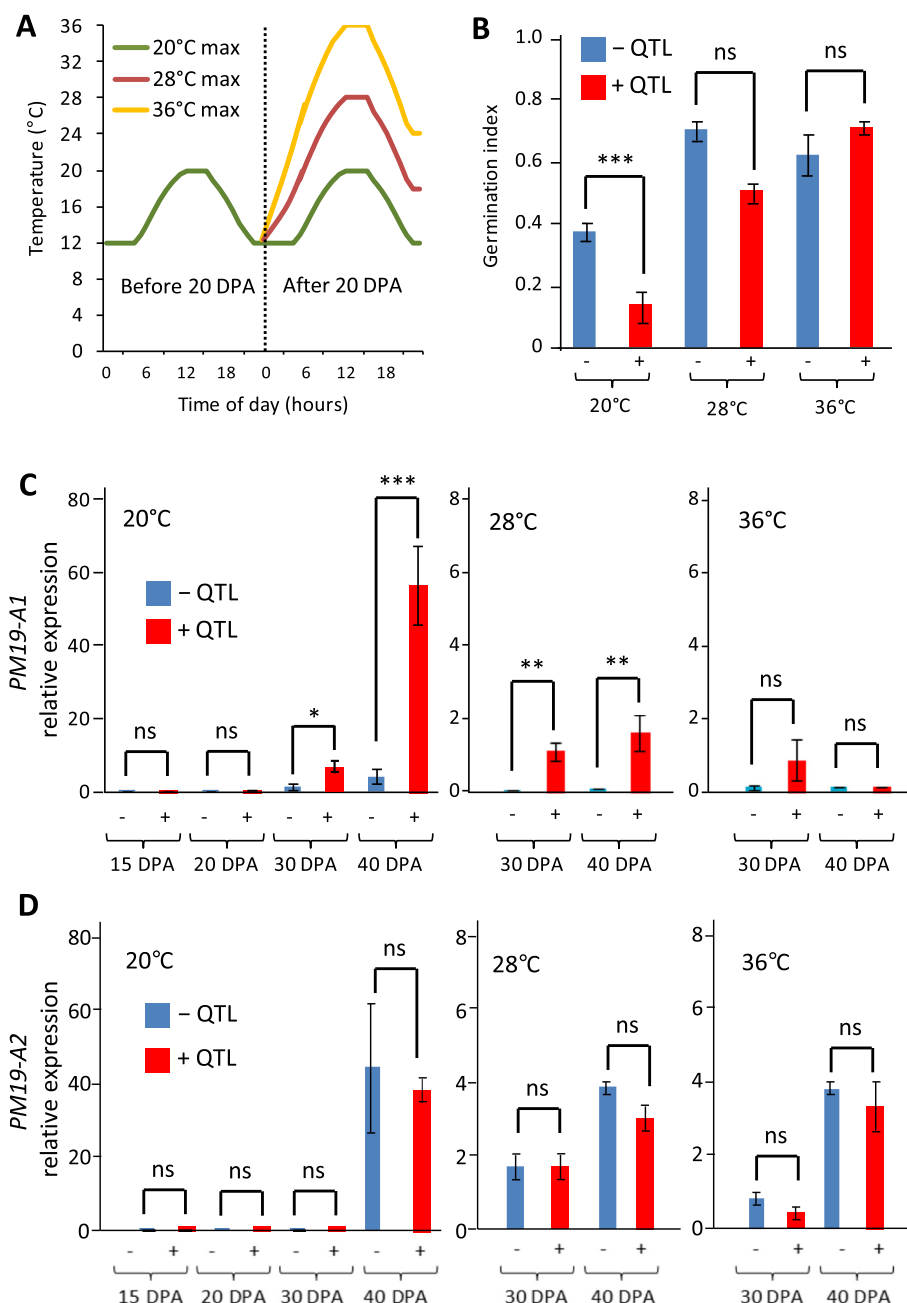 A
36
32
28
24
20
16
12
8
4
0
Temperature (°C)
20°C max
28°C max
36°C max
Before 20 DPA
After 20 DPA
0 6 12 18 0 6 12 18
Time of day (hours)
B
1.0
0.8
0.6
0.4
0.2
0
Germination index
– QTL
+ QTL
***
ns
ns
- + - + - +
20°C 28°C 36°C
C
PM19-A1
relative expression
80
60
40
20
0
20°C
– QTL
+ QTL
ns
ns
*
***
- + - + - + - +
15 DPA 20 DPA 30 DPA 40 DPA
8
6
4
2
0
28°C
**
**
- + - +
30 DPA 40 DPA
8
6
4
2
0
36°C
ns
ns
- + - +
30 DPA 40 DPA
D
PM19-A2
relative expression
80
60
40
20
0
20°C
– QTL
+ QTL
ns
ns
ns
ns
- + - + - + - +
15 DPA 20 DPA 30 DPA 40 DPA
8
6
4
2
0
28°C
ns
ns
- + - +
30 DPA 40 DPA
8
6
4
2
0
36°C
ns
ns
- + - +
30 DPA 40 DPA